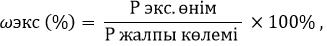 ωэкс (%) = P экс. өнім / P жалпы көлемі × 100% ,